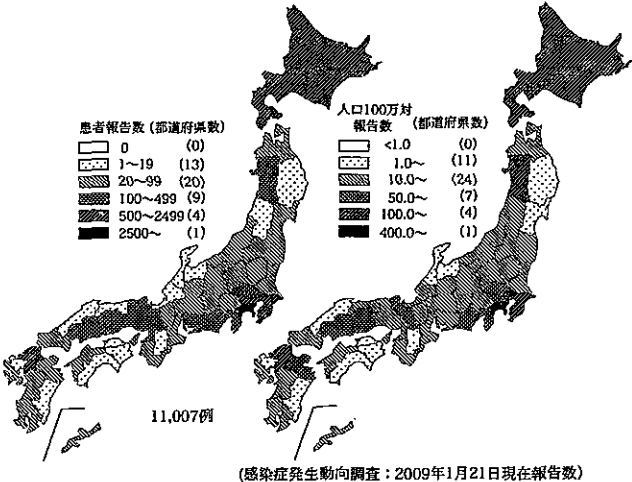 患者報告数 (都道府県数)
0 (0)
1～19 (13)
20～99 (20)
100～499 (9)
500～2499 (4)
2500～ (1)
11,007例
人口100万対
報告数 (都道府県数)
<1.0 (0)
1.0～ (11)
10.0～ (24)
50.0～ (7)
100.0～ (4)
400.0～ (1)
(感染症発生動向調査：2009年1月21日現在報告数)